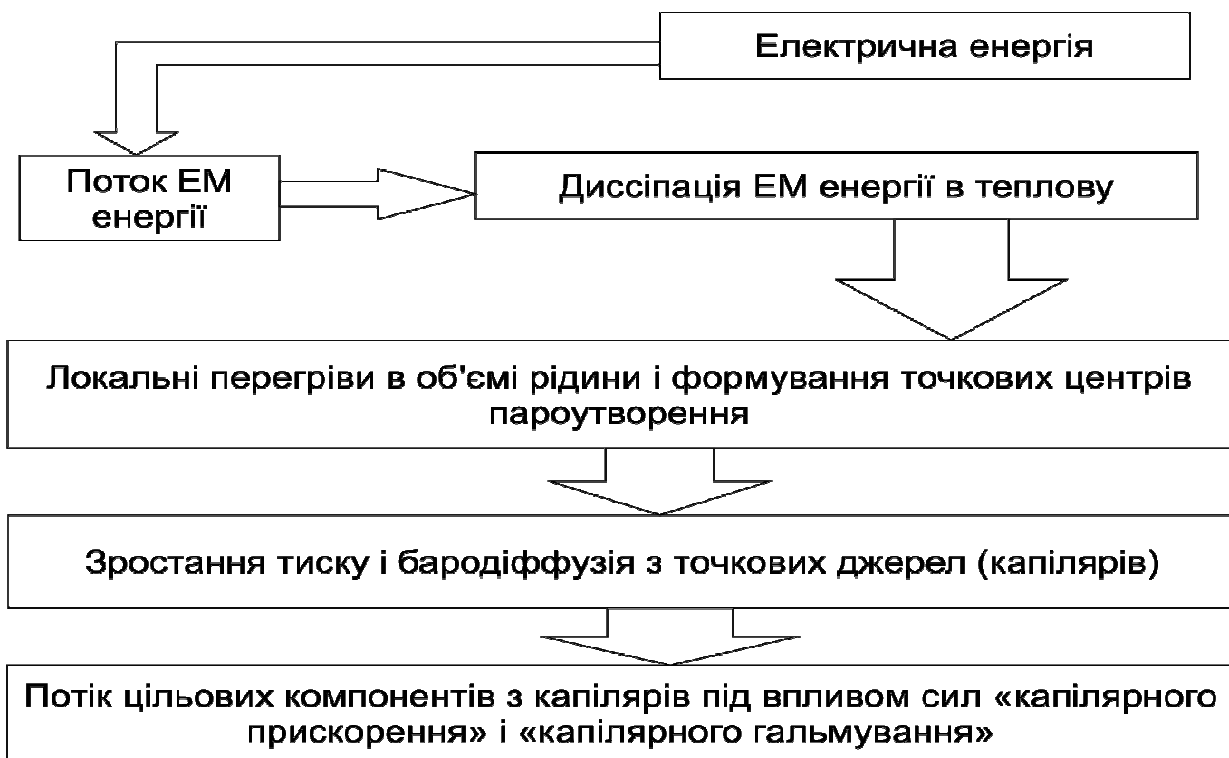 Електрична енергія
Поток ЕМ
енергії
Диссіпація ЕМ енергії в теплову
Локальні перегріви в об'ємі рідини і формування точкових центрів
пароутворення
Зростання тиску і бародіффузія з точкових джерел (капілярів)
Потік цільових компонентів з капілярів під впливом сил «капілярного
прискорення» і «капілярного гальмування»